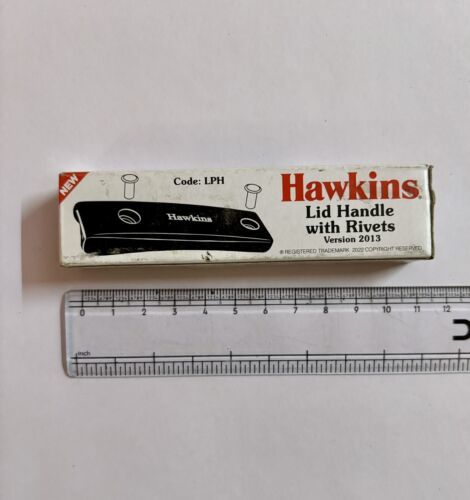 NEW
Code: LPH
Hawkins
Hawkins
Lid Handle
with Rivets
Version 2013
® REGISTERED TRADEMARK 2022 COPYRIGHT RESERVED
0 1 2 3 4 5 6 7 8 9 10 11 12
inch